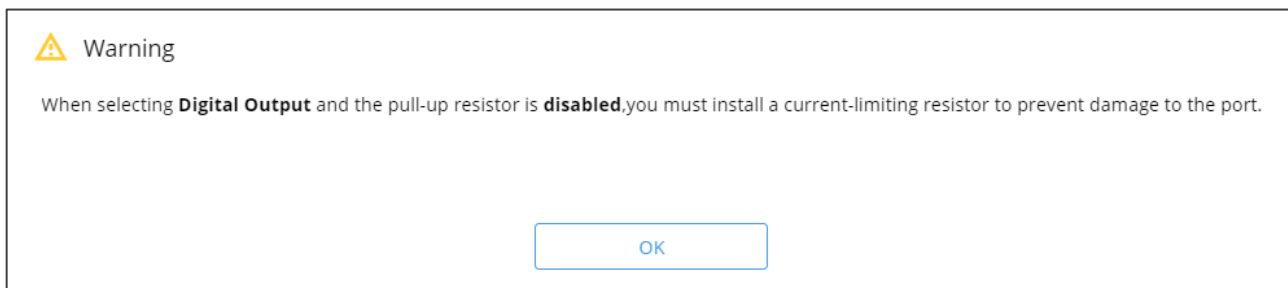 Warning
When selecting Digital Output and the pull-up resistor is disabled,you must install a current-limiting resistor to prevent damage to the port.
OK